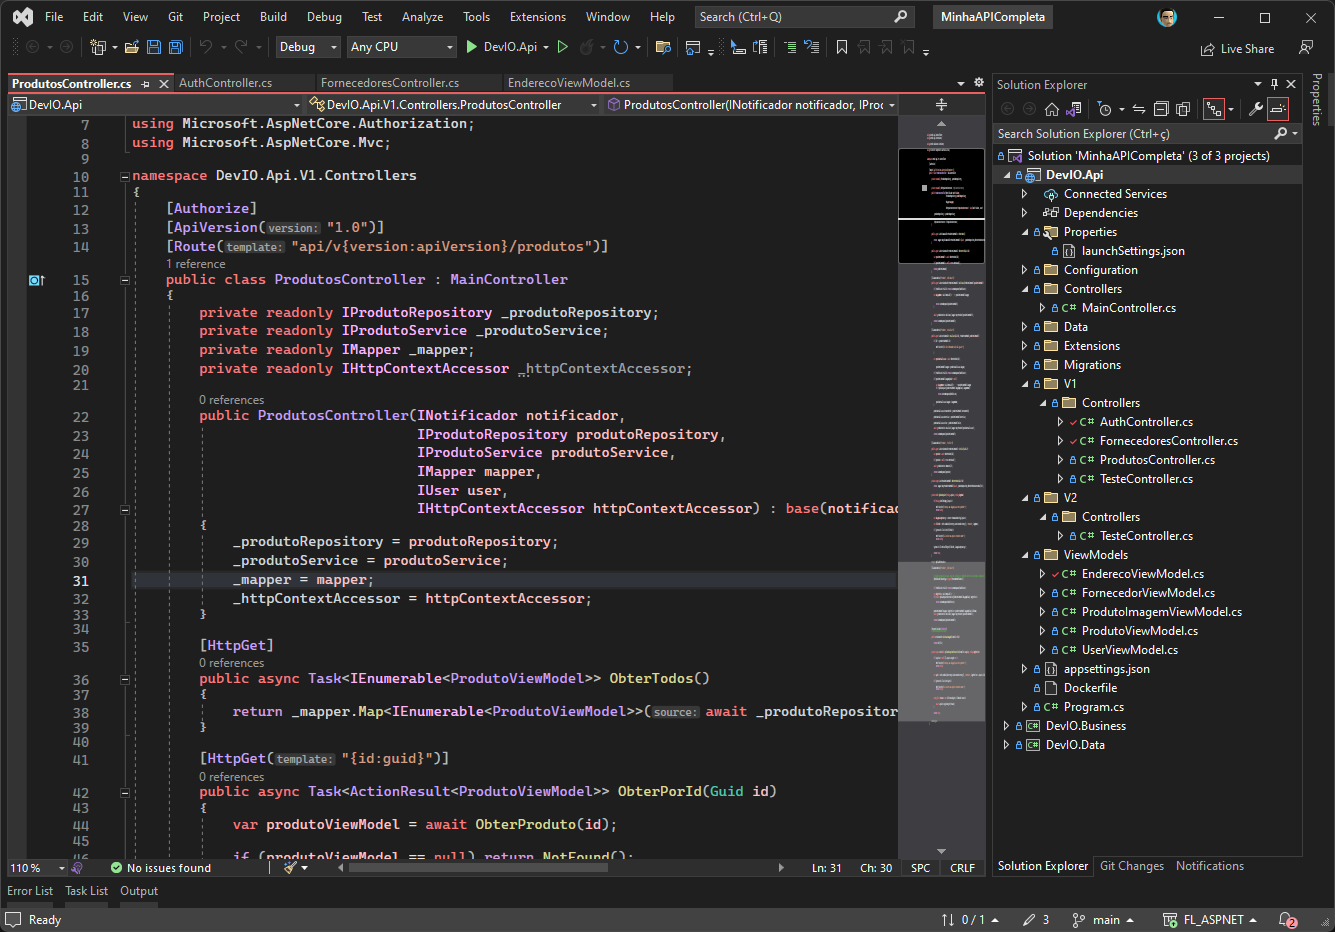 File Edit View Git Project Build Debug Test Analyze Tools Extensions Window Help Search (Ctrl+Q) MinhaAPICompleta
Debug Any CPU DevIO.Api Live Share
ProdutosController.cs AuthController.cs FornecedoresController.cs EnderecoViewModel.cs
DevIO.Api DevIO.Api.V1.Controllers.ProdutosController ProdutosController(INotificador notificador, IProd
7 using Microsoft.AspNetCore.Authorization;
8 using Microsoft.AspNetCore.Mvc;
9
10 namespace DevIO.Api.V1.Controllers
11 {
12 [Authorize]
13 [ApiVersion(version: "1.0")]
14 [Route(template: "api/v{version:apiVersion}/produtos")]
1 reference
15 public class ProdutosController : MainController
16 {
17 private readonly IProdutoRepository _produtoRepository;
18 private readonly IProdutoService _produtoService;
19 private readonly IMapper _mapper;
20 private readonly IHttpContextAccessor _httpContextAccessor;
21
0 references
22 public ProdutosController(INotificador notificador,
23 IProdutoRepository produtoRepository,
24 IProdutoService produtoService,
25 IMapper mapper,
26 IUser user,
27 IHttpContextAccessor httpContextAccessor) : base(notificad
28 {
29 _produtoRepository = produtoRepository;
30 _produtoService = produtoService;
31 _mapper = mapper;
32 _httpContextAccessor = httpContextAccessor;
33 }
34
35 [HttpGet]
0 references
36 public async Task<IEnumerable<ProdutoViewModel>> ObterTodos()
37 {
38 return _mapper.Map<IEnumerable<ProdutoViewModel>>(source: await _produtoRepositor
39 }
40
41 [HttpGet(template: "{id:guid}")]
0 references
42 public async Task<ActionResult<ProdutoViewModel>> ObterPorId(Guid id)
43 {
44 var produtoViewModel = await ObterProduto(id);
45
46 if (produtoViewModel == null) return NotFound();
110 % No issues found Ln: 31 Ch: 30 SPC CRLF
Error List Task List Output
Solution Explorer
Search Solution Explorer (Ctrl+ç)
Solution 'MinhaAPICompleta' (3 of 3 projects)
DevIO.Api
Connected Services
Dependencies
Properties
launchSettings.json
Configuration
Controllers
C# MainController.cs
Data
Extensions
Migrations
V1
Controllers
C# AuthController.cs
C# FornecedoresController.cs
C# ProdutosController.cs
C# TesteController.cs
V2
Controllers
C# TesteController.cs
ViewModels
C# EnderecoViewModel.cs
C# FornecedorViewModel.cs
C# ProdutoImagemViewModel.cs
C# ProdutoViewModel.cs
C# UserViewModel.cs
appsettings.json
Dockerfile
C# Program.cs
C# DevIO.Business
C# DevIO.Data
Solution Explorer Git Changes Notifications
Properties
Ready 0 / 1 3 main FL_ASPNET 2